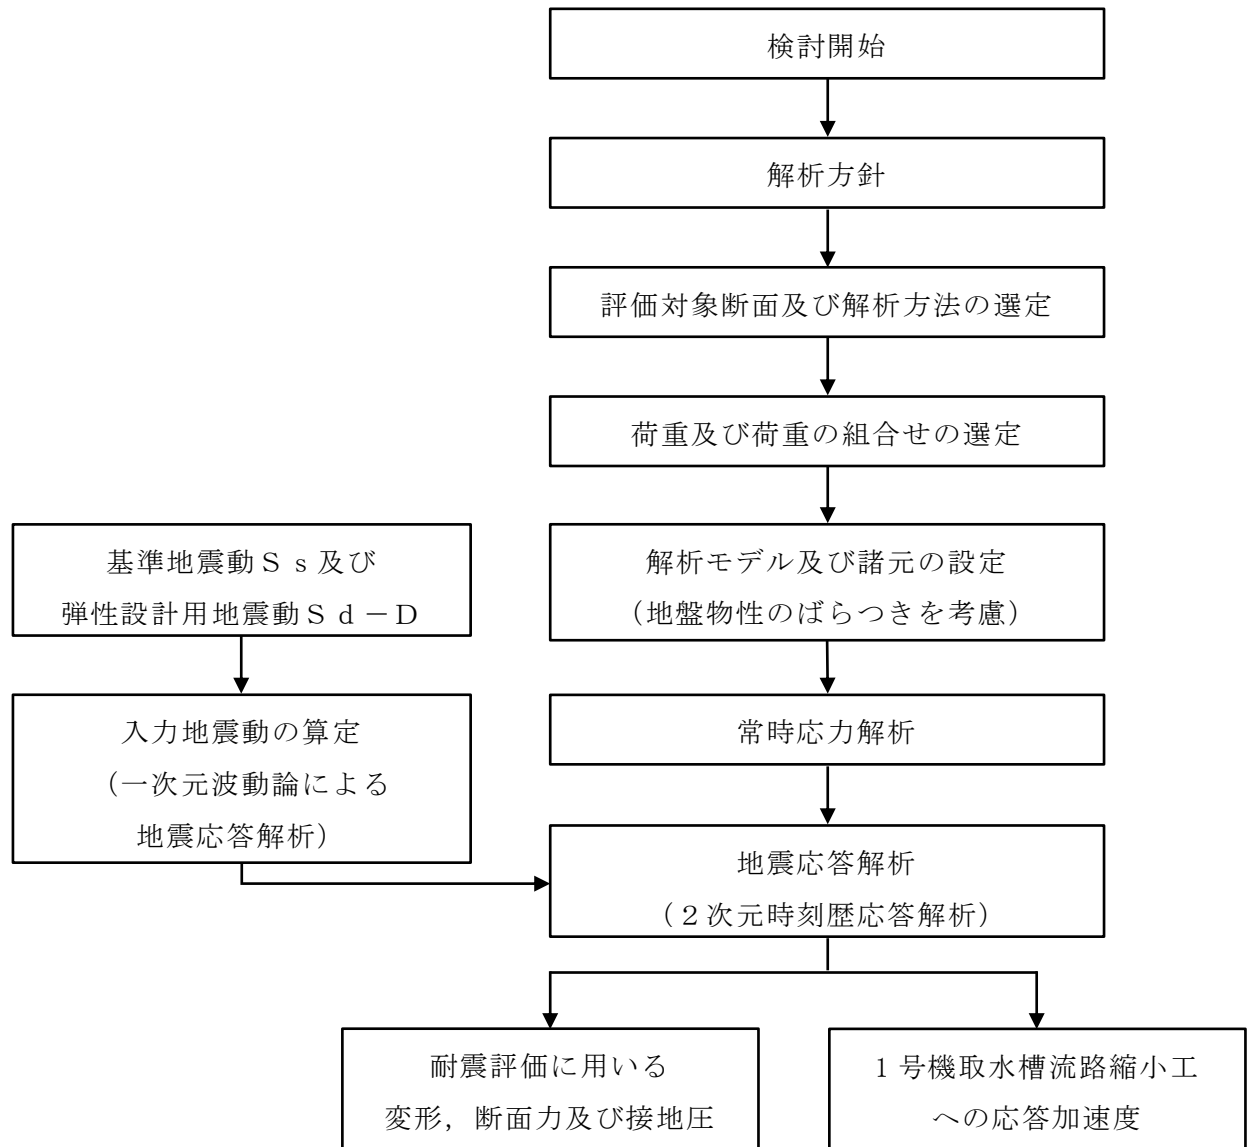 検討開始
解析方針
評価対象断面及び解析方法の選定
荷重及び荷重の組合せの選定
基準地震動Ｓｓ及び
弾性設計用地震動Ｓｄ－Ｄ
解析モデル及び諸元の設定
（地盤物性のばらつきを考慮）
入力地震動の算定
（一次元波動論による
地震応答解析）
常時応力解析
地震応答解析
（２次元時刻歴応答解析）
耐震評価に用いる
変形，断面力及び接地圧
１号機取水槽流路縮小工
への応答加速度